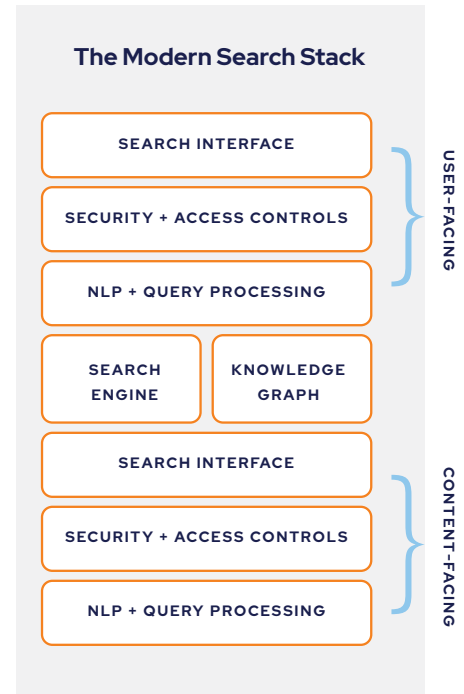 The Modern Search Stack
SEARCH INTERFACE
SECURITY + ACCESS CONTROLS
NLP + QUERY PROCESSING
USER-FACING
SEARCH
ENGINE
KNOWLEDGE
GRAPH
SEARCH INTERFACE
SECURITY + ACCESS CONTROLS
NLP + QUERY PROCESSING
CONTENT-FACING